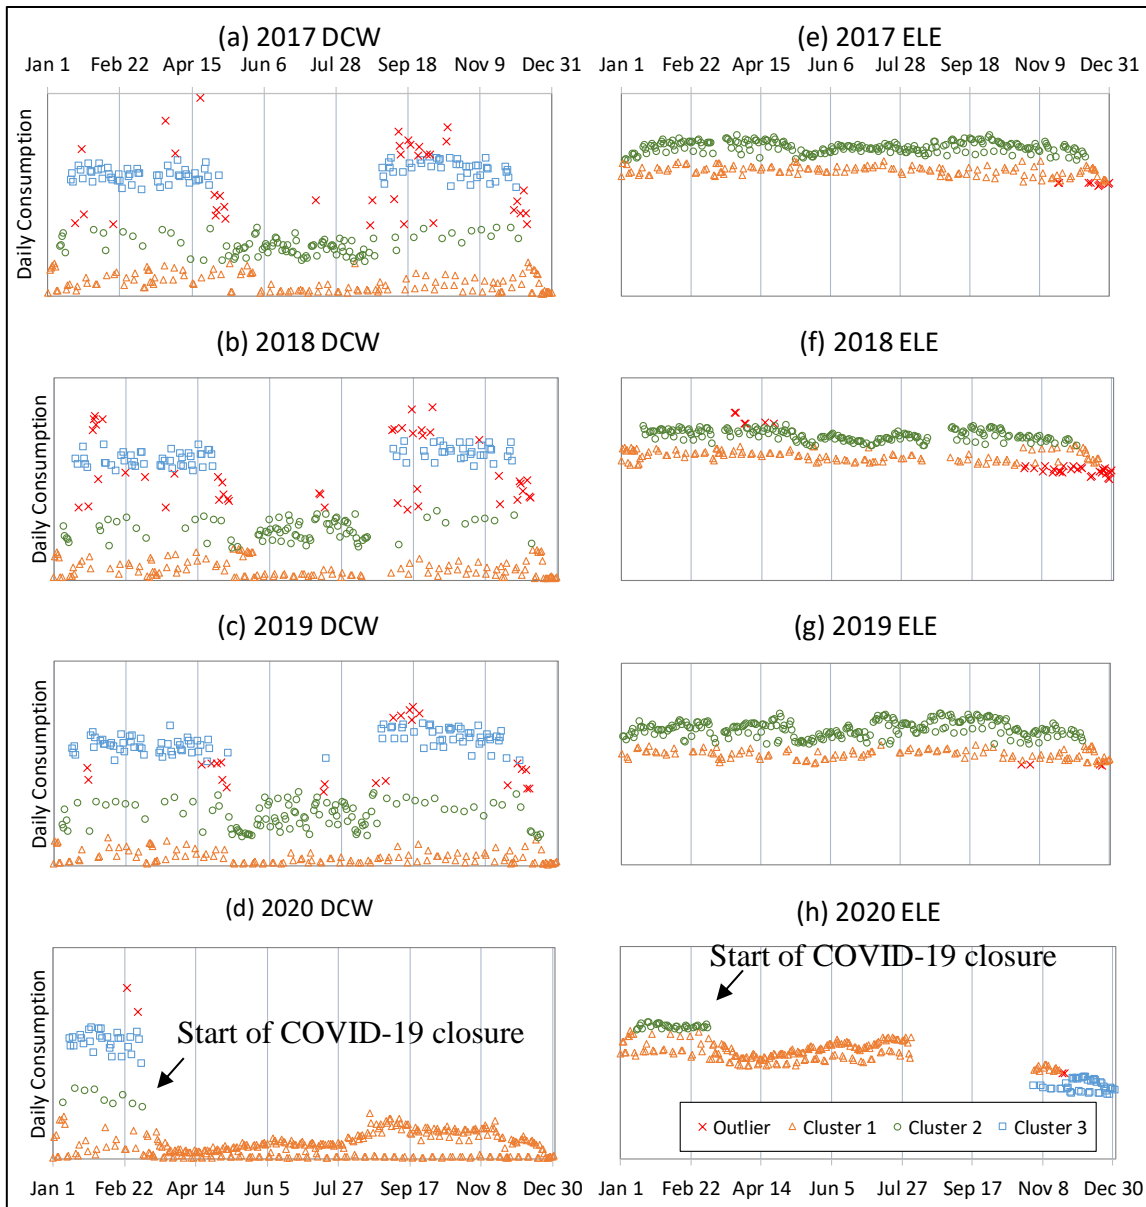 (a) 2017 DCW
(e) 2017 ELE
Jan 1 Feb 22 Apr 15 Jun 6 Jul 28 Sep 18 Nov 9 Dec 31
Jan 1 Feb 22 Apr 15 Jun 6 Jul 28 Sep 18 Nov 9 Dec 31
Daily Consumption
(b) 2018 DCW
(f) 2018 ELE
Daily Consumption
(c) 2019 DCW
(g) 2019 ELE
Daily Consumption
(d) 2020 DCW
(h) 2020 ELE
Daily Consumption
Start of COVID-19 closure
Start of COVID-19 closure
Outlier Cluster 1 Cluster 2 Cluster 3
Jan 1 Feb 22 Apr 14 Jun 5 Jul 27 Sep 17 Nov 8 Dec 30
Jan 1 Feb 22 Apr 14 Jun 5 Jul 27 Sep 17 Nov 8 Dec 30